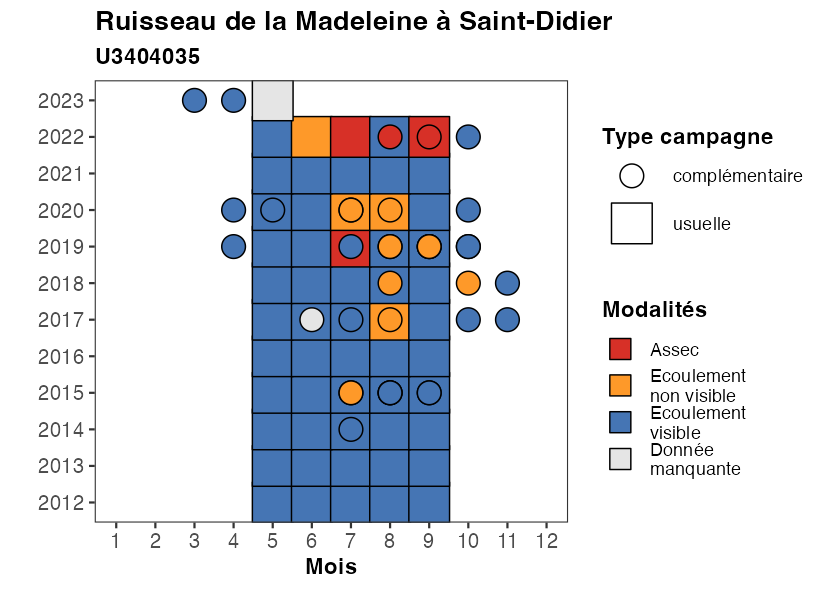 Ruisseau de la Madeleine à Saint-Didier
U3404035
2023
2022
2021
2020
2019
2018
2017
2016
2015
2014
2013
2012
1 2 3 4 5 6 7 8 9 10 11 12
Mois
Type campagne
complémentaire
usuelle
Modalités
Assec
Ecoulement
non visible
Ecoulement
visible
Donnée
manquante